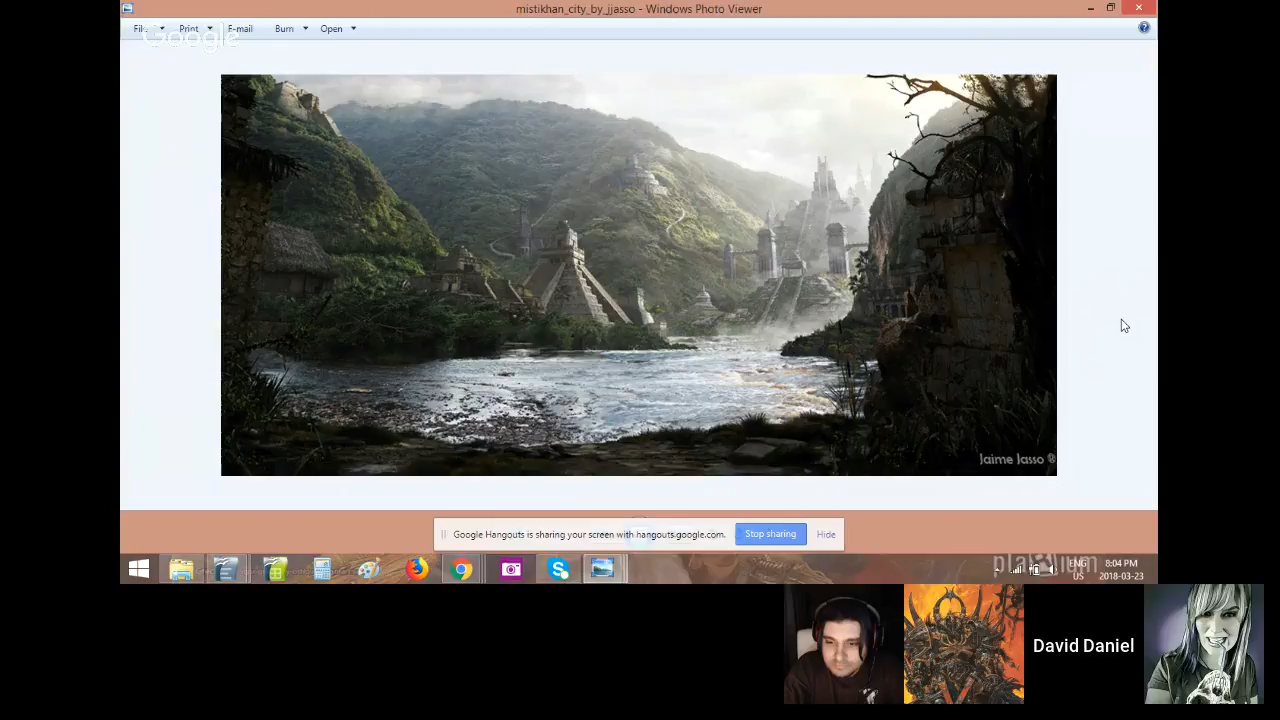 mistikhan_city_by_jjasso - Windows Photo Viewer
File Print E-mail Burn Open
Google
Jaime Jasso ®
Google Hangouts is sharing your screen with hangouts.google.com. Stop sharing Hide
ENG 8:04 PM
US 2018-03-23
David Daniel